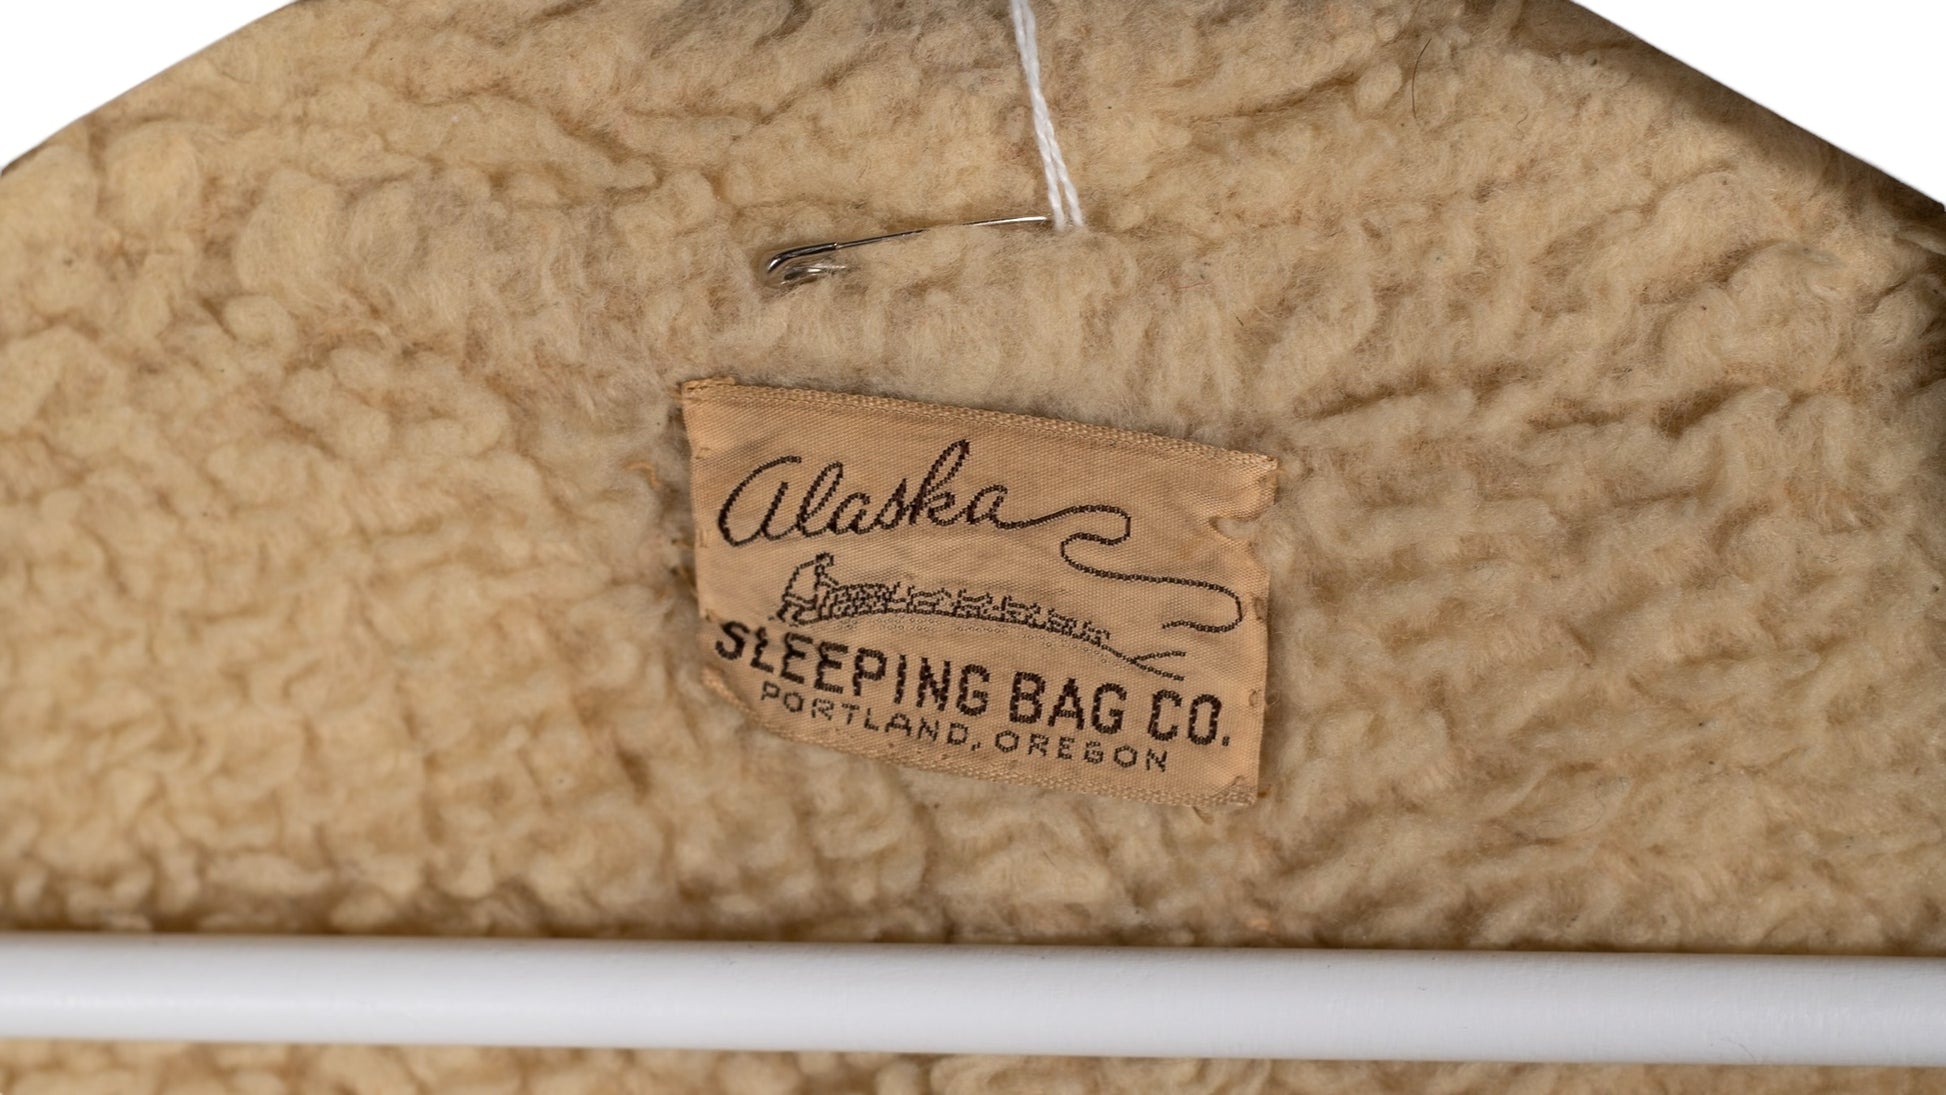 Alaska
SLEEPING BAG CO.
PORTLAND, OREGON